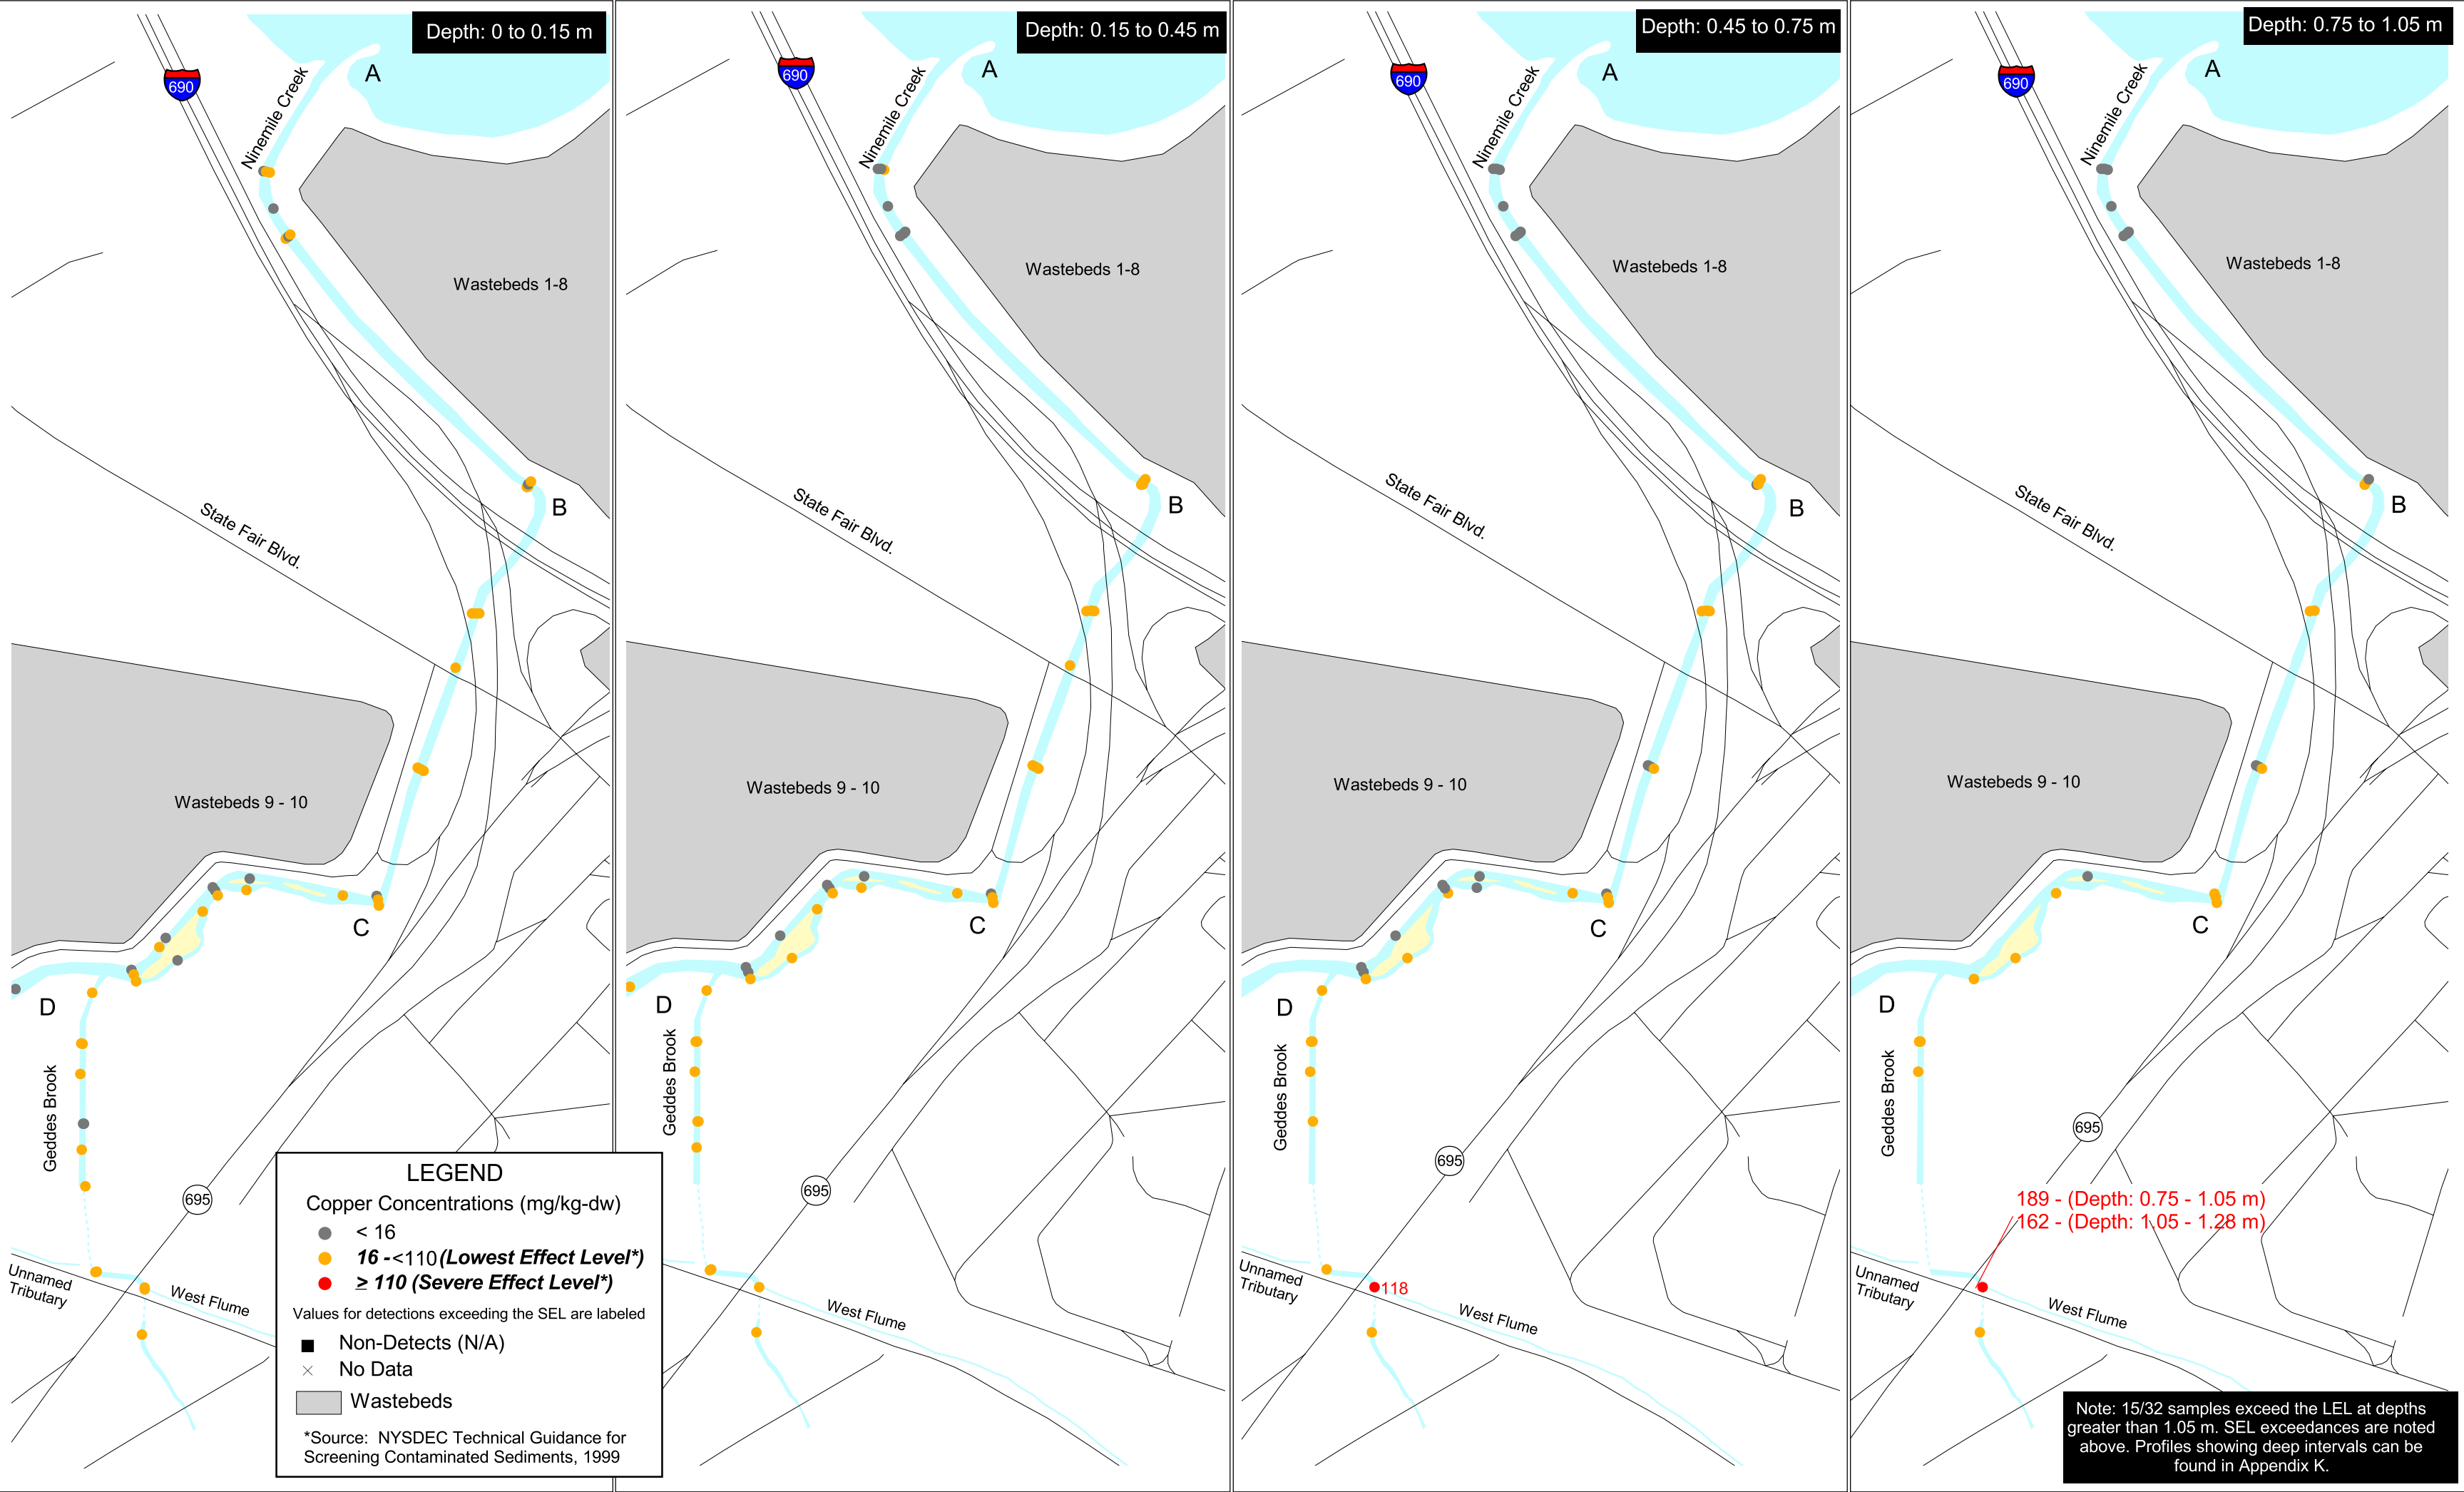 Depth: 0 to 0.15 m
690
Ninemile Creek
A
Wastebeds 1-8
B
State Fair Blvd.
Wastebeds 9 - 10
C
D
Geddes Brook
695
Unnamed
Tributary
West Flume
LEGEND
Copper Concentrations (mg/kg-dw)
< 16
16 -<110 (Lowest Effect Level*)
≥ 110 (Severe Effect Level*)
Values for detections exceeding the SEL are labeled
Non-Detects (N/A)
No Data
Wastebeds
*Source: NYSDEC Technical Guidance for
Screening Contaminated Sediments, 1999
Depth: 0.15 to 0.45 m
690
Ninemile Creek
A
Wastebeds 1-8
B
State Fair Blvd.
Wastebeds 9 - 10
C
D
Geddes Brook
695
West Flume
Depth: 0.45 to 0.75 m
690
Ninemile Creek
A
Wastebeds 1-8
B
State Fair Blvd.
Wastebeds 9 - 10
C
D
Geddes Brook
695
Unnamed
Tributary
118
West Flume
Depth: 0.75 to 1.05 m
690
Ninemile Creek
A
Wastebeds 1-8
B
State Fair Blvd.
Wastebeds 9 - 10
C
D
Geddes Brook
695
189 - (Depth: 0.75 - 1.05 m)
162 - (Depth: 1.05 - 1.28 m)
Unnamed
Tributary
West Flume
Note: 15/32 samples exceed the LEL at depths
greater than 1.05 m. SEL exceedances are noted
above. Profiles showing deep intervals can be
found in Appendix K.